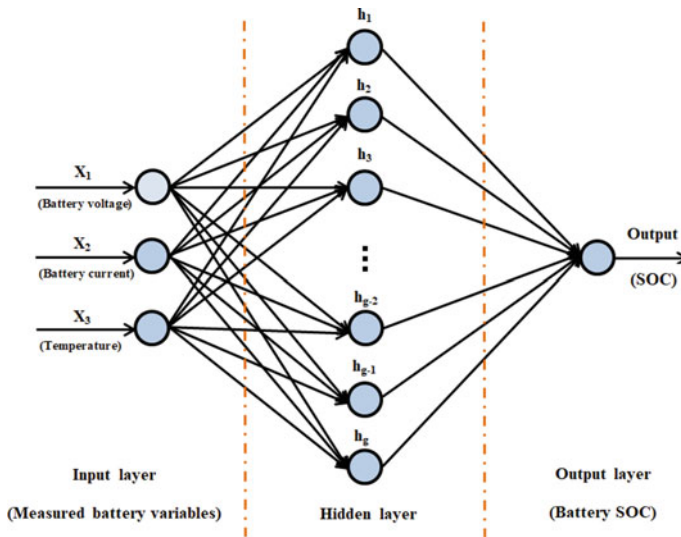 h1
h2
h3
X1
(Battery voltage)
X2
(Battery current)
X3
(Temperature)
Output
(SOC)
hg-2
hg-1
hg
Input layer
(Measured battery variables)
Hidden layer
Output layer
(Battery SOC)